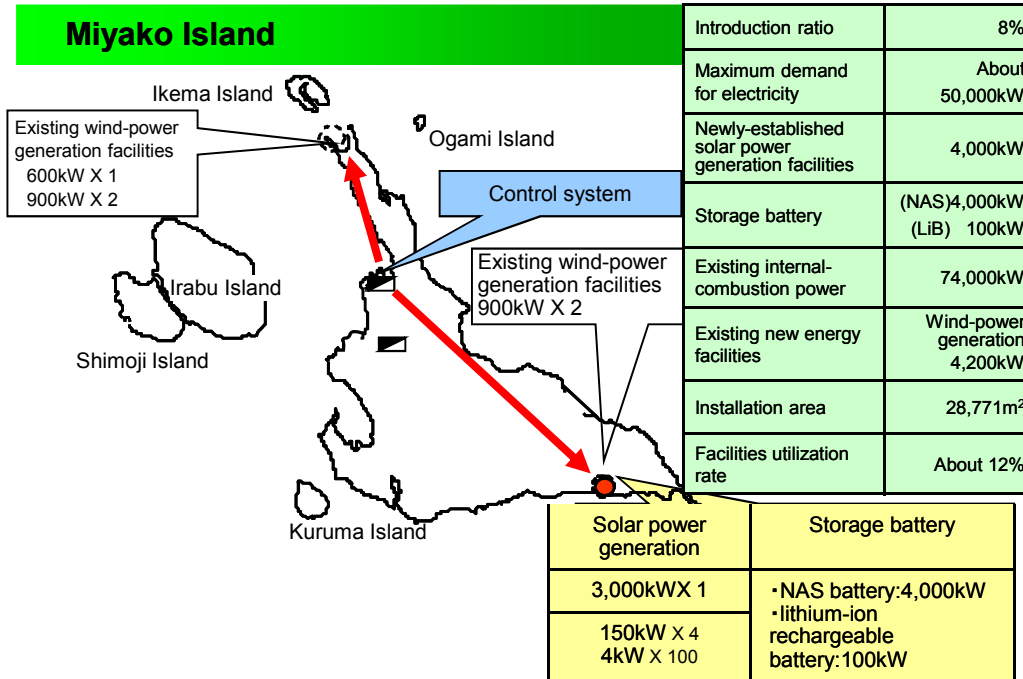 Miyako Island
Ikema Island
Existing wind-power
generation facilities
600kW X 1
900kW X 2
Ogami Island
Control system
Existing wind-power
generation facilities
900kW X 2
Irabu Island
Shimoji Island
Kuruma Island
Introduction ratio
8%
Maximum demand
for electricity
About
50,000kW
Newly-established
solar power
generation facilities
4,000kW
Storage battery
(NAS)4,000kW
(LiB) 100kW
Existing internal-
combustion power
74,000kW
Existing new energy
facilities
Wind-power
generation
4,200kW
Installation area
28,771m²
Facilities utilization
rate
About 12%
Solar power
generation
Storage battery
3,000kWX 1
150kW X 4
4kW X 100
・NAS battery:4,000kW
・lithium-ion
rechargeable
battery:100kW